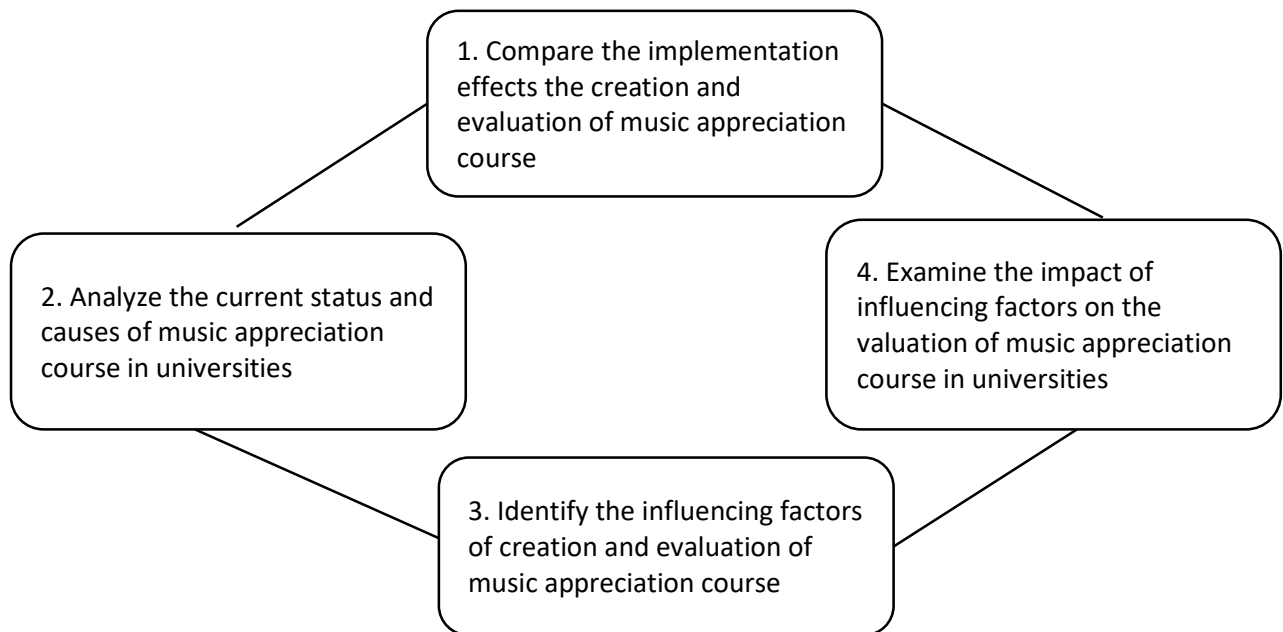 1. Compare the implementation
effects the creation and
evaluation of music appreciation
course
2. Analyze the current status and
causes of music appreciation
course in universities
4. Examine the impact of
influencing factors on the
valuation of music appreciation
course in universities
3. Identify the influencing factors
of creation and evaluation of
music appreciation course